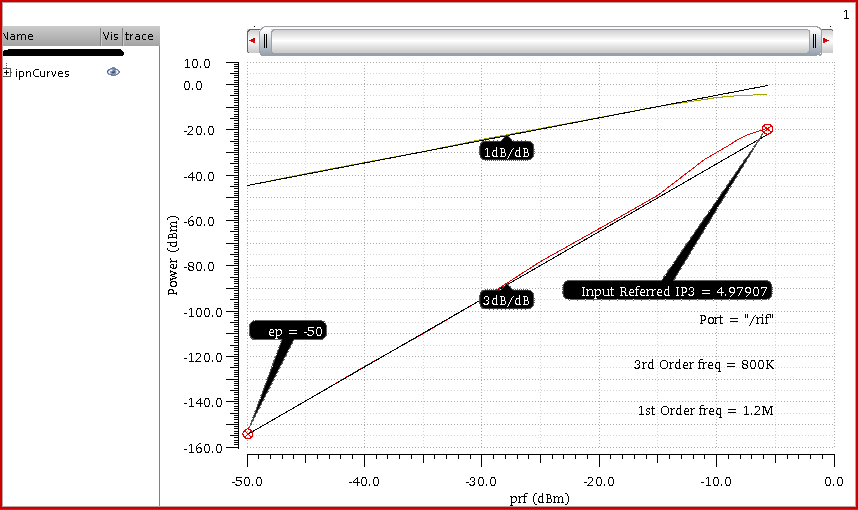 1
Name Vis trace
ipnCurves
10.0
0.0
-20.0
-40.0
-60.0
-80.0
-100.0
-120.0
-140.0
-160.0
Power (dBm)
1dB/dB
3dB/dB
Input Referred IP3 = 4.97907
Port = "/rif"
ep = -50
3rd Order freq = 800K
1st Order freq = 1.2M
-50.0 -40.0 -30.0 -20.0 -10.0 0.0
prf (dBm)